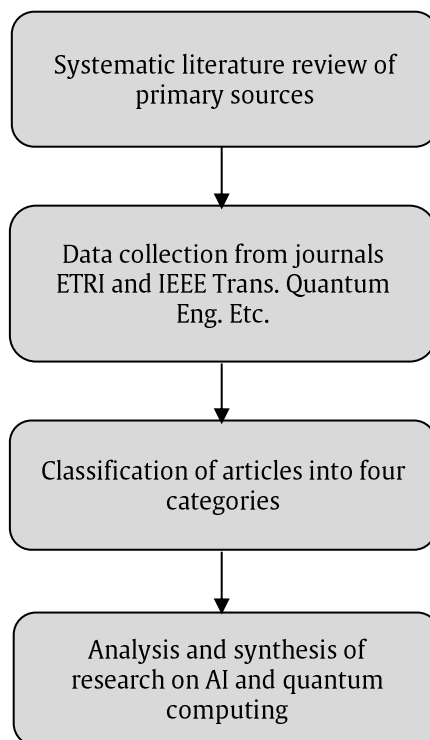 Systematic literature review of
primary sources
Data collection from journals
ETRI and IEEE Trans. Quantum
Eng. Etc.
Classification of articles into four
categories
Analysis and synthesis of
research on AI and quantum
computing